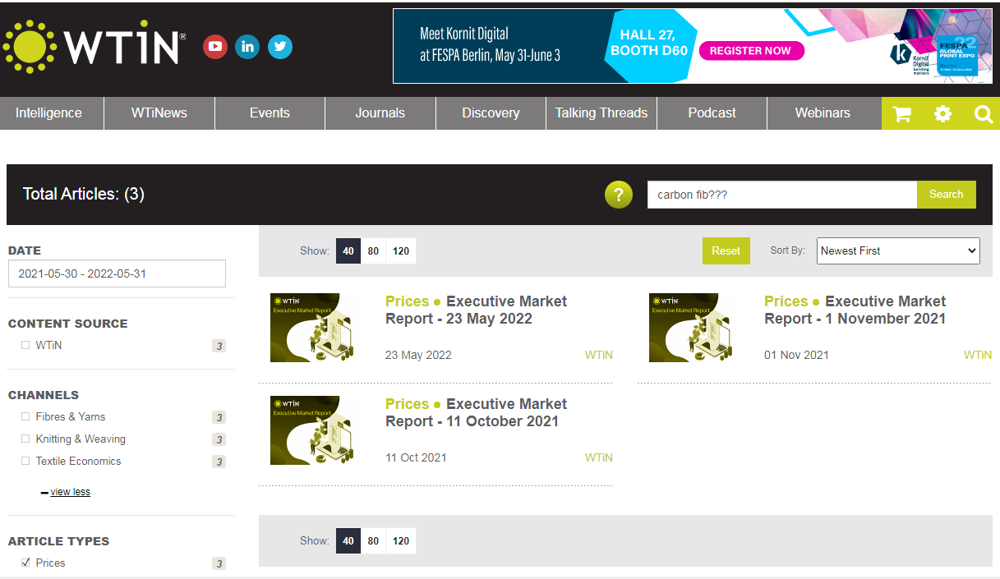 WTiN®
Meet Kornit Digital
at FESPA Berlin, May 31-June 3
HALL 27,
BOOTH D60
REGISTER NOW
Kornit
Digital
bonding
matters
FESPA 22
GLOBAL
PRINT EXPO
Berlin
Intelligence
WTiNews
Events
Journals
Discovery
Talking Threads
Podcast
Webinars
Total Articles: (3)
?
carbon fib???
Search
DATE
2021-05-30 - 2022-05-31
CONTENT SOURCE
WTiN 3
CHANNELS
Fibres & Yarns 3
Knitting & Weaving 3
Textile Economics 3
view less
ARTICLE TYPES
Prices 3
Show: 40 80 120
Reset
Sort By: Newest First
WTiN
Executive Market Report
Prices ● Executive Market
Report - 23 May 2022
23 May 2022 WTiN
WTiN
Executive Market Report
Prices ● Executive Market
Report - 1 November 2021
01 Nov 2021 WTiN
WTiN
Executive Market Report
Prices ● Executive Market
Report - 11 October 2021
11 Oct 2021 WTiN
Show: 40 80 120